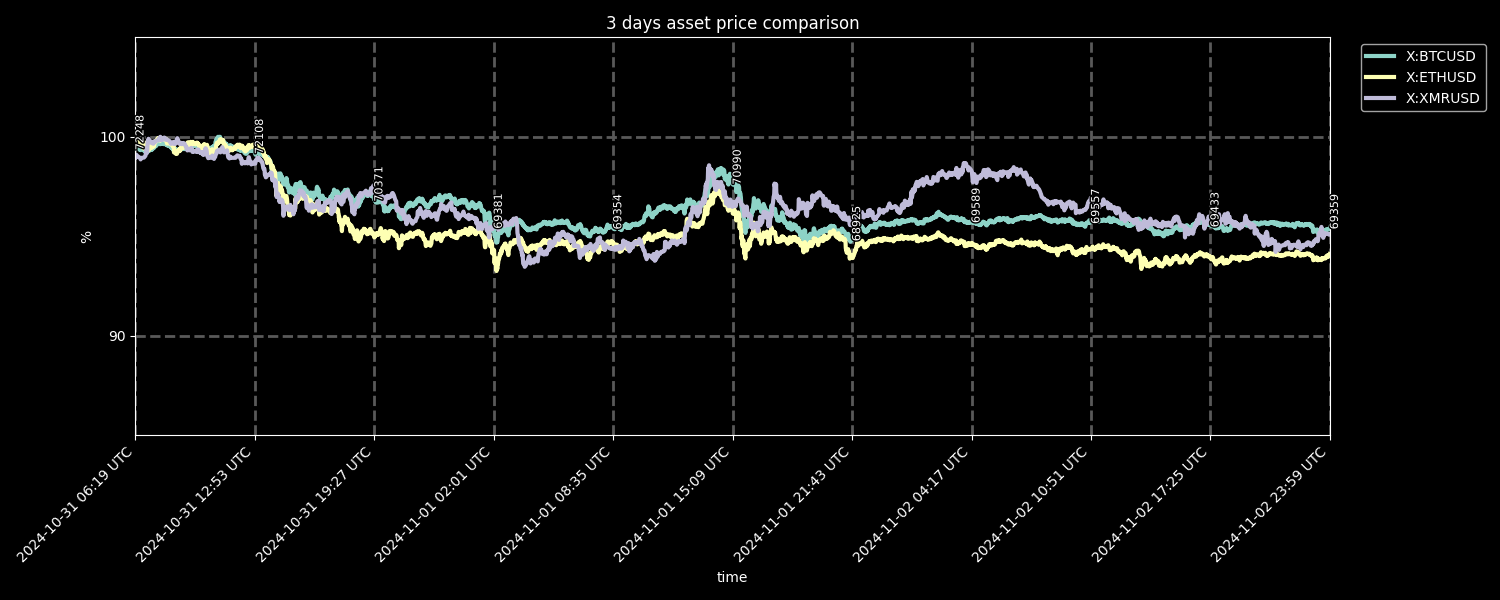 3 days asset price comparison
X:BTCUSD
X:ETHUSD
X:XMRUSD
%
100
90
72248
72108
70371
69381
69354
70990
68925
69589
69557
69433
69359
2024-10-31 06:19 UTC
2024-10-31 12:53 UTC
2024-10-31 19:27 UTC
2024-11-01 02:01 UTC
2024-11-01 08:35 UTC
2024-11-01 15:09 UTC
2024-11-01 21:43 UTC
2024-11-02 04:17 UTC
2024-11-02 10:51 UTC
2024-11-02 17:25 UTC
2024-11-02 23:59 UTC
time